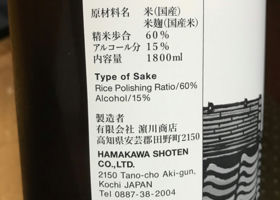 原材料名 米(国産)
米麹(国産米)
精米歩合 60%
アルコール分 15%
内容量 1800ml
Type of Sake
Rice Polishing Ratio/60%
Alcohol/15%
製造者
有限会社 濵川商店
高知県安芸郡田野町2150
HAMAKAWA SHOTEN
CO.,LTD.
2150 Tano-cho Aki-gun,
Kochi JAPAN
Tel 0887-38-2004